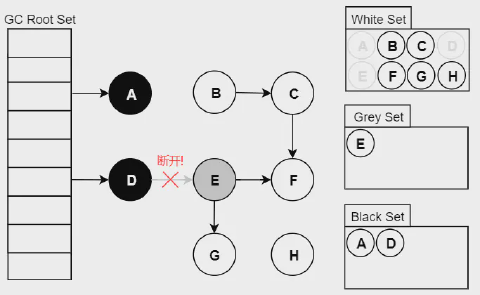 GC Root Set
White Set
A B C D
E F G H
A B C
断开!
D E F
G H
Grey Set
E
Black Set
A D